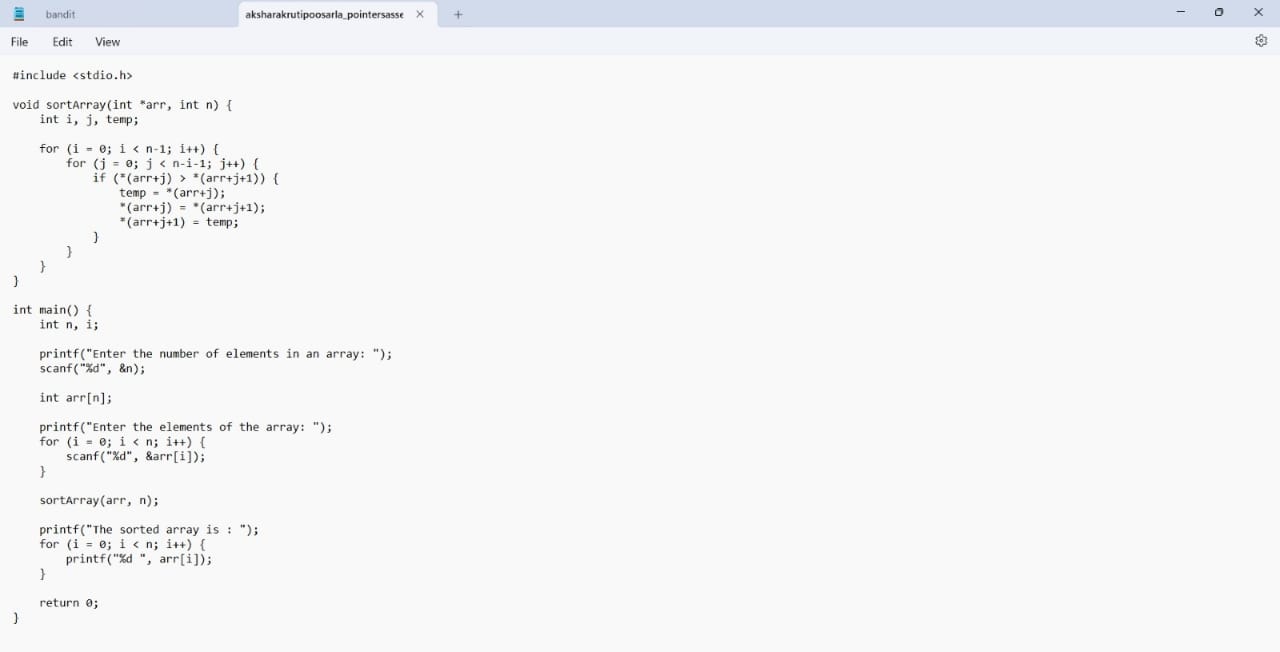 bandit
aksharakrutipoosarla_pointersasse
File Edit View
#include <stdio.h>
void sortArray(int *arr, int n) {
    int i, j, temp;
    for (i = 0; i < n-1; i++) {
        for (j = 0; j < n-i-1; j++) {
            if (*(arr+j) > *(arr+j+1)) {
                temp = *(arr+j);
                *(arr+j) = *(arr+j+1);
                *(arr+j+1) = temp;
            }
        }
    }
}
int main() {
    int n, i;
    printf("Enter the number of elements in an array: ");
    scanf("%d", &n);
    int arr[n];
    printf("Enter the elements of the array: ");
    for (i = 0; i < n; i++) {
        scanf("%d", &arr[i]);
    }
    sortArray(arr, n);
    printf("The sorted array is : ");
    for (i = 0; i < n; i++) {
        printf("%d ", arr[i]);
    }
    return 0;
}